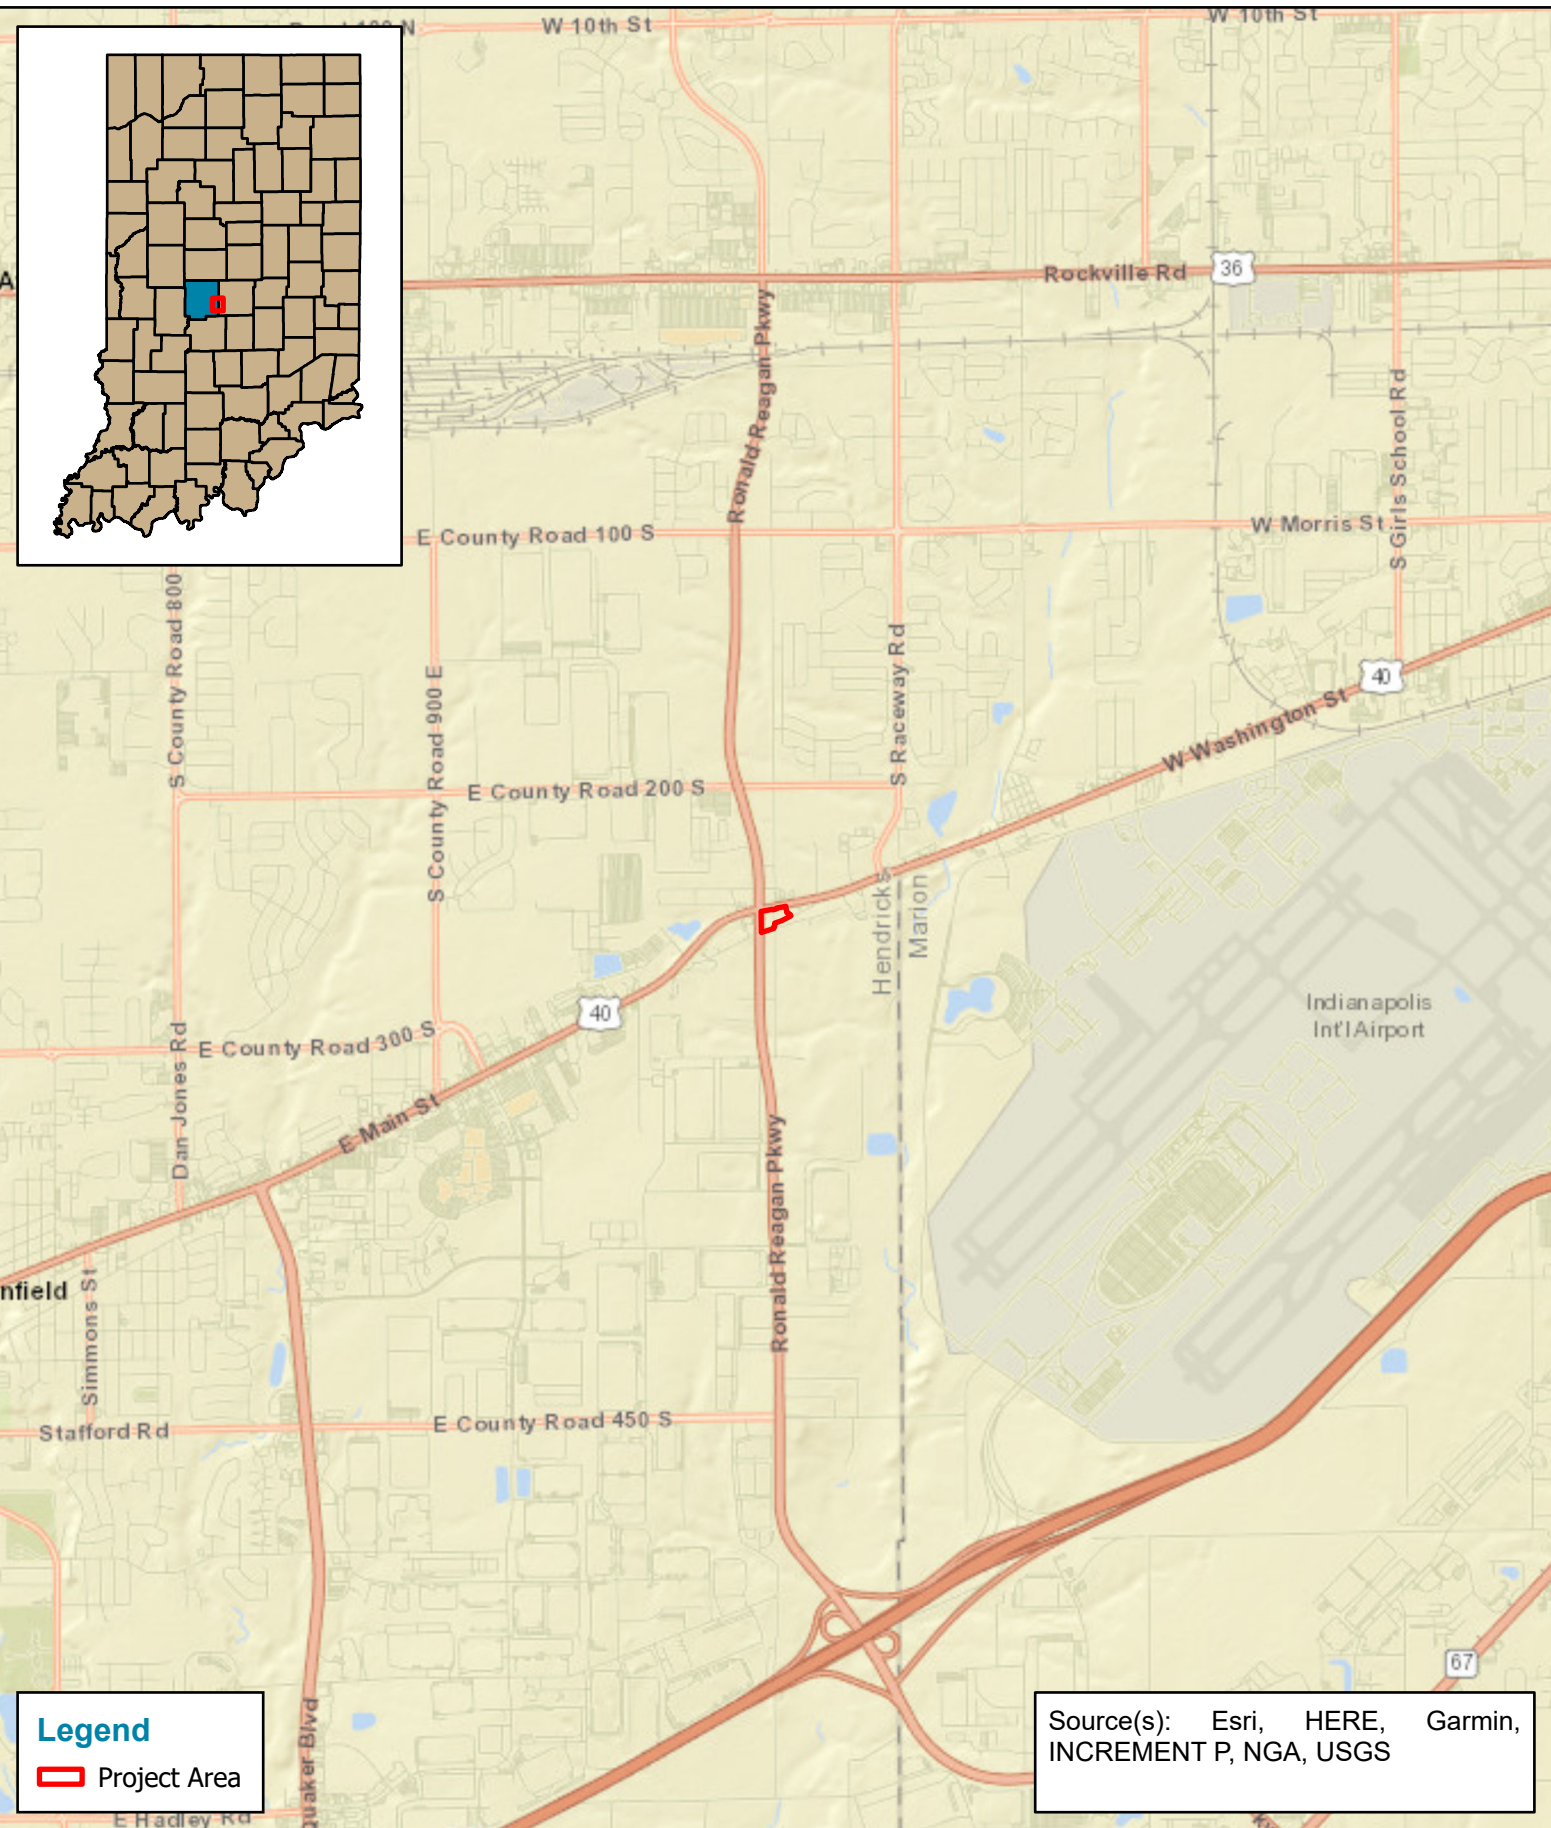 W 10th St
W 10th St
N
Rockville Rd
36
Ronald Reagan Pkwy
S Girls School Rd
E County Road 100 S
W Morris St
S County Road 800
S County Road 900 E
S Raceway Rd
40
W Washington St
E County Road 200 S
Hendricks
Marion
Indianapolis
Int'l Airport
40
E County Road 300 S
Dan Jones Rd
E Main St
Ronald Reagan Pkwy
nfield
Simmons St
Stafford Rd
E County Road 450 S
67
Quaker Blvd
E Hadley Rd
Legend
Project Area
Source(s): Esri, HERE, Garmin,
INCREMENT P, NGA, USGS